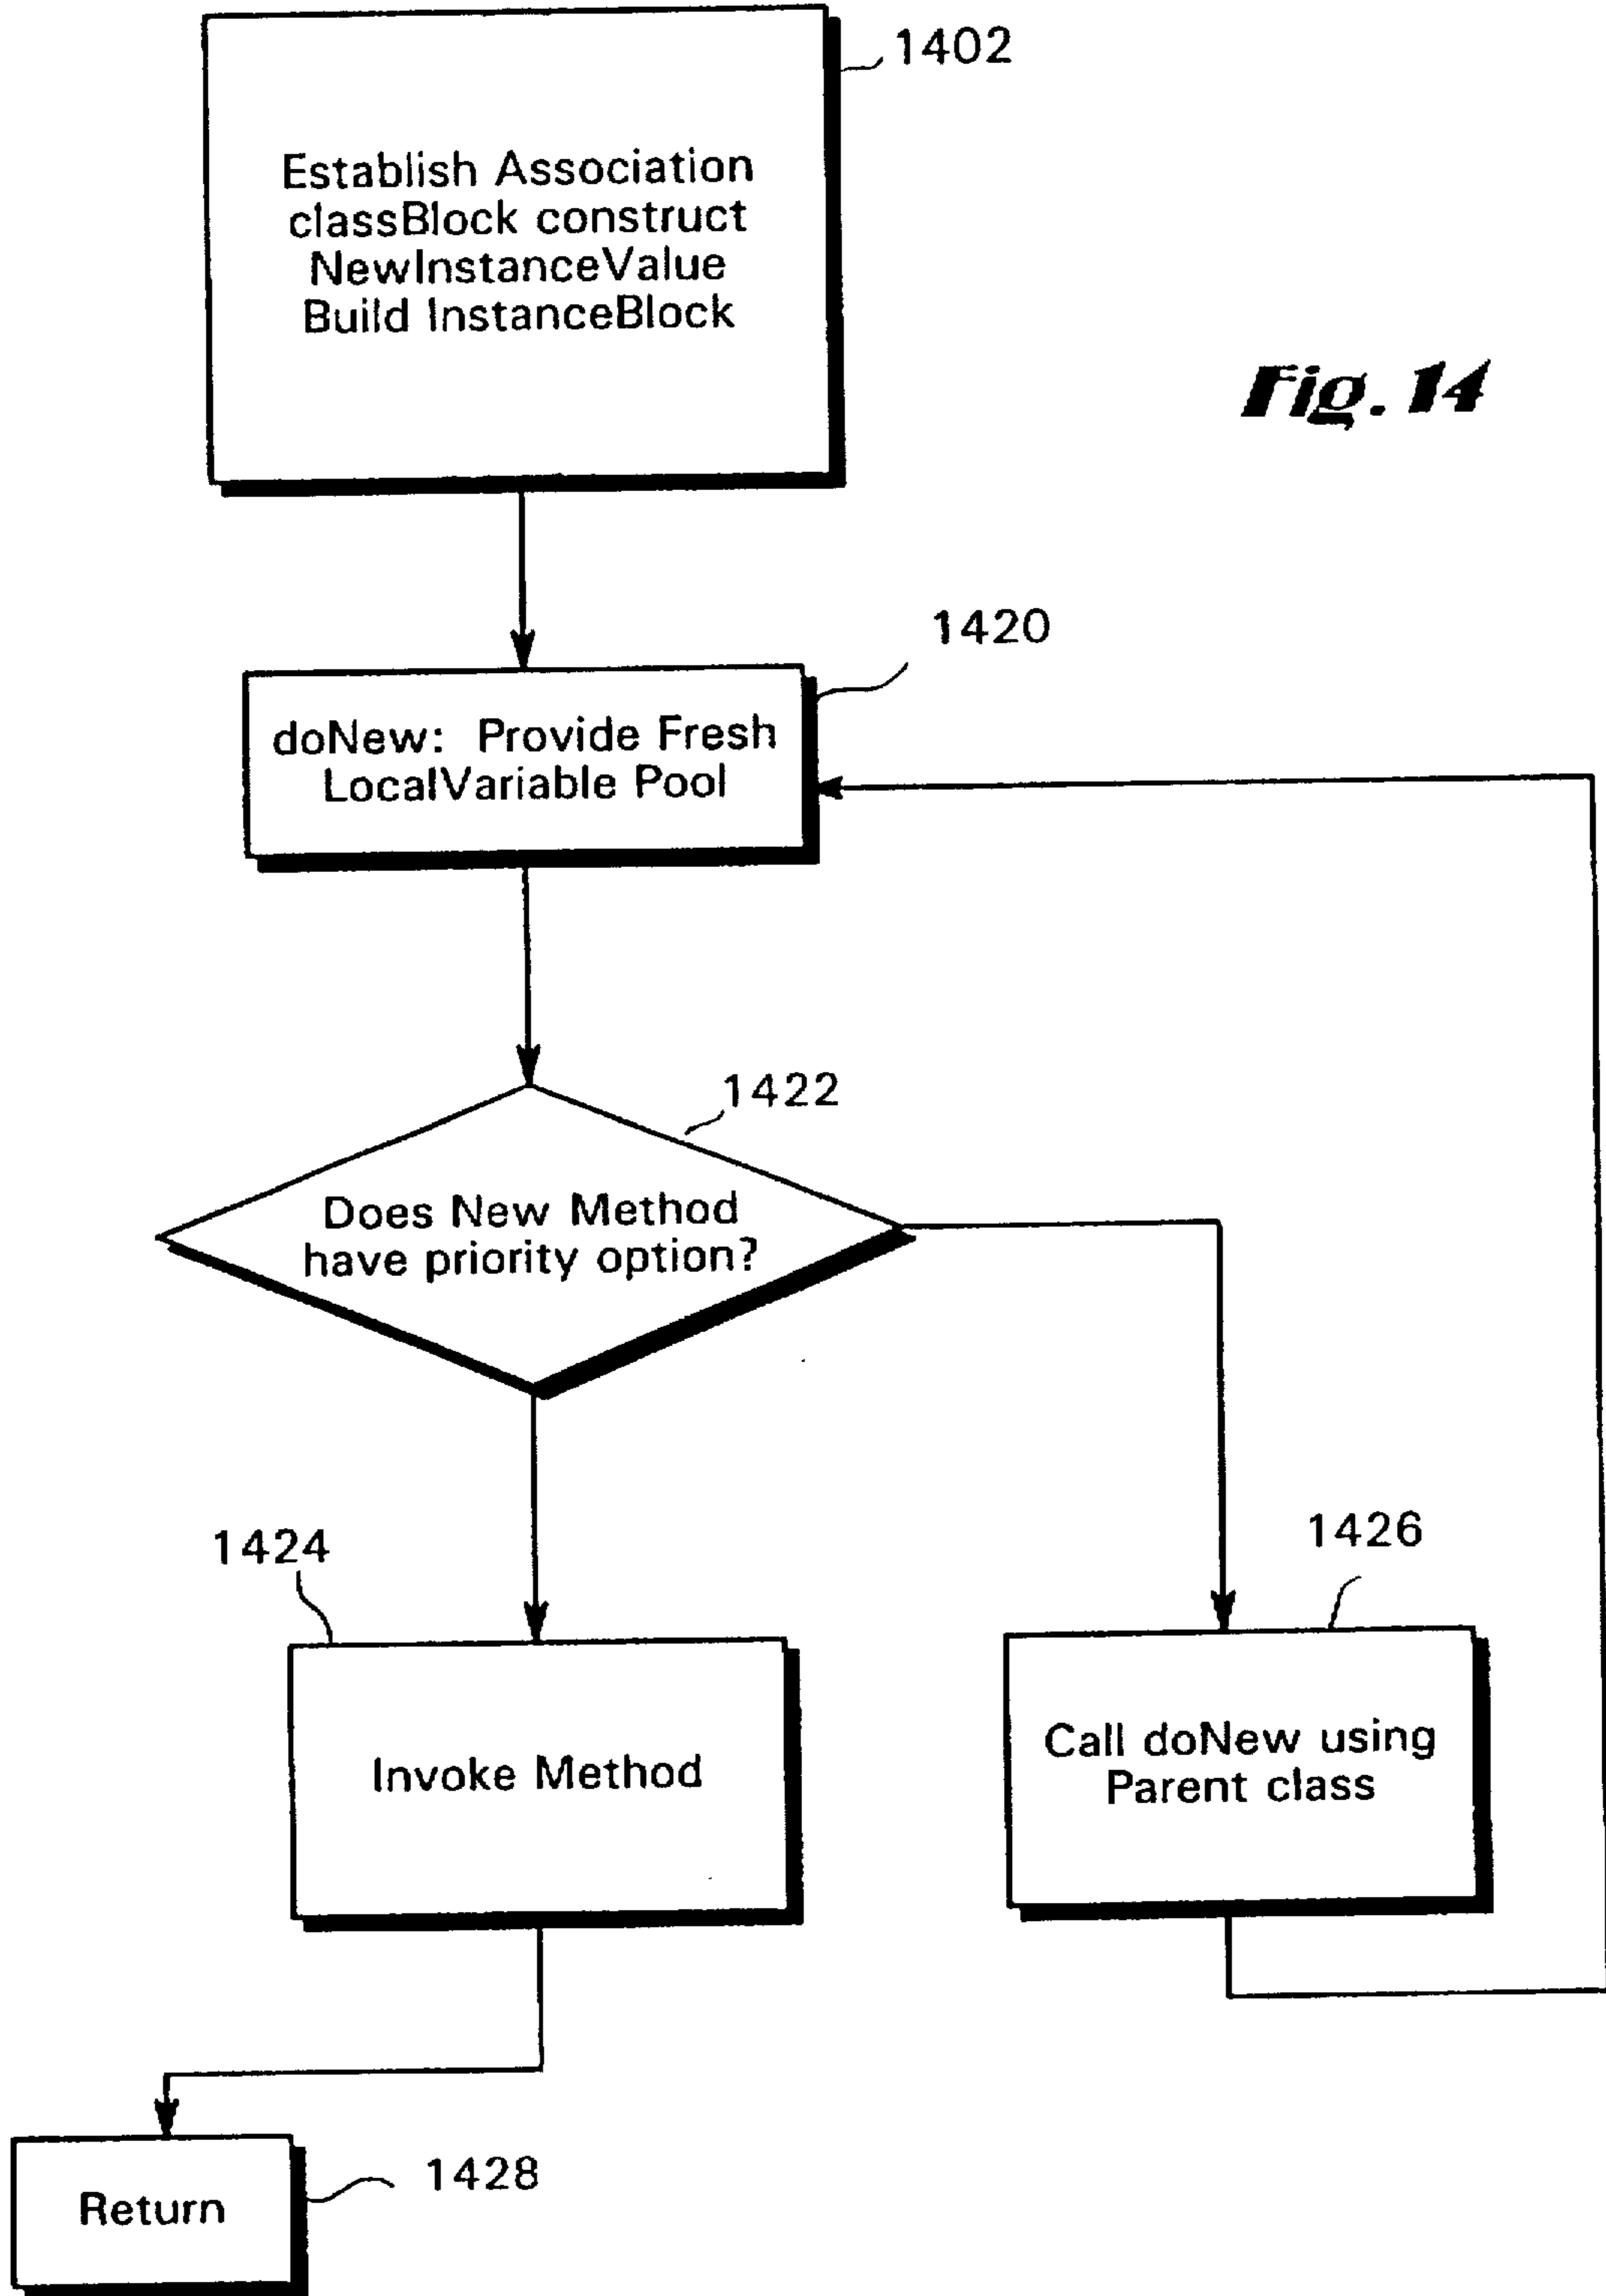 1402
Establish Association
classBlock construct
NewInstanceValue
Build InstanceBlock
Fig. 14
1420
doNew: Provide Fresh
LocalVariable Pool
1422
Does New Method
have priority option?
1424
Invoke Method
1426
Call doNew using
Parent class
1428
Return